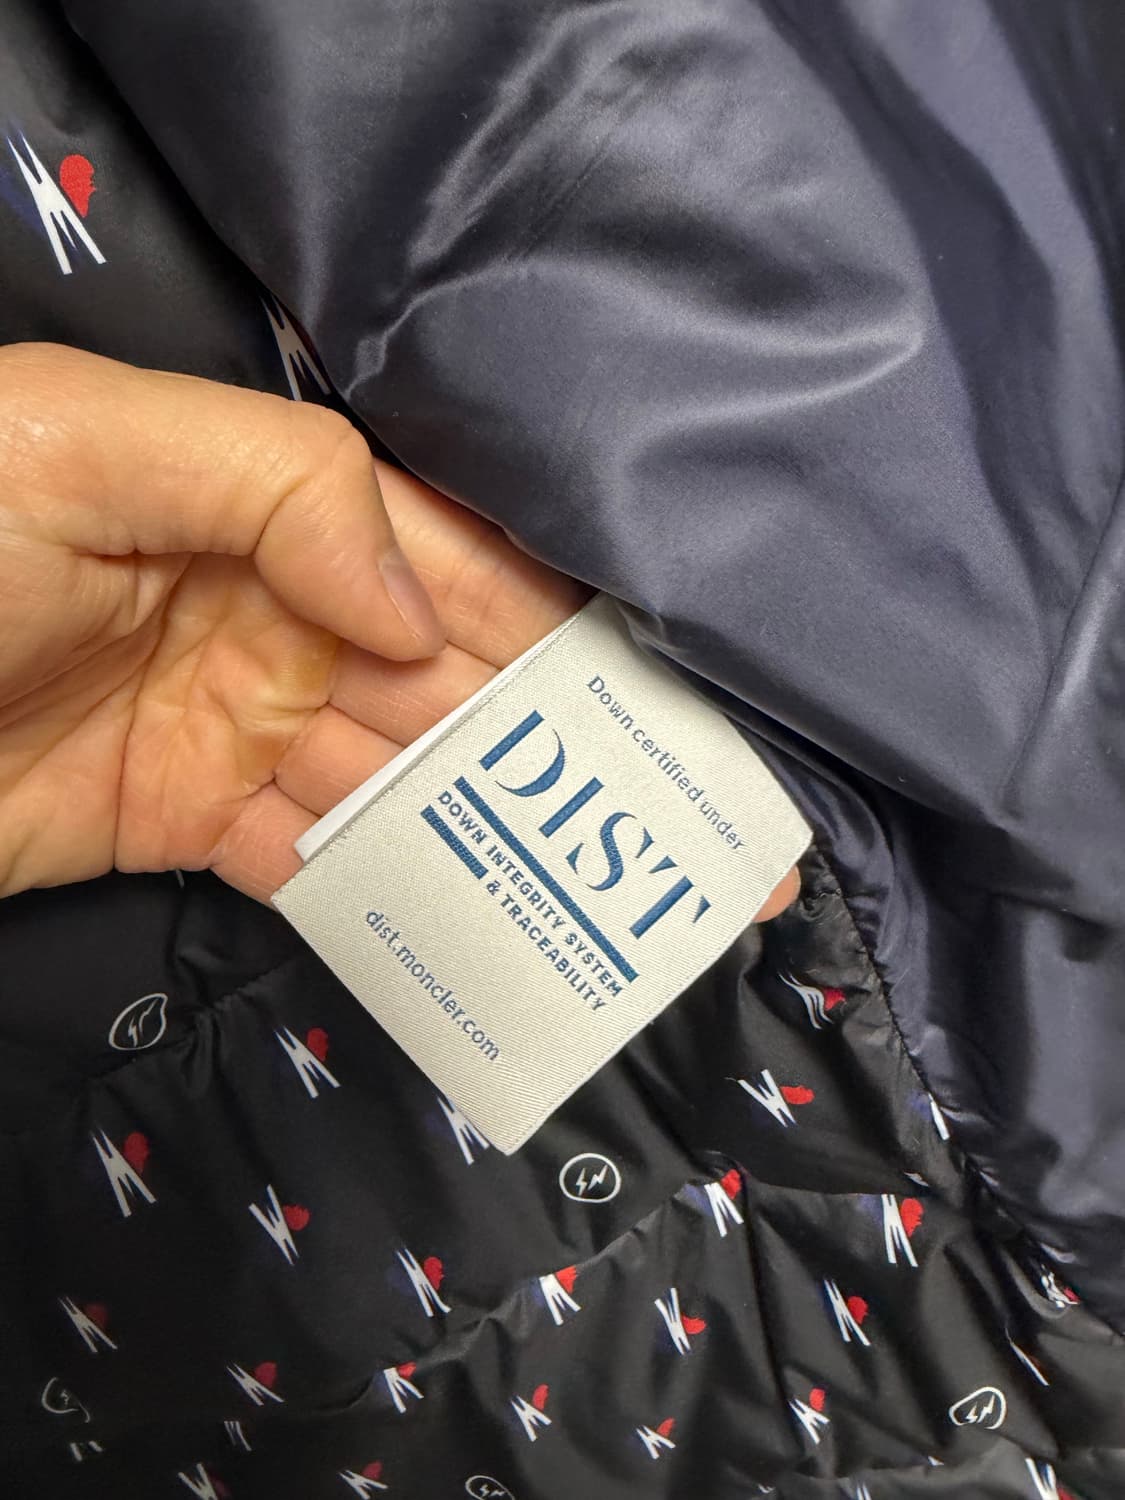 Down certified under
DIST
DOWN INTEGRITY SYSTEM
& TRACEABILITY
dist.moncler.com